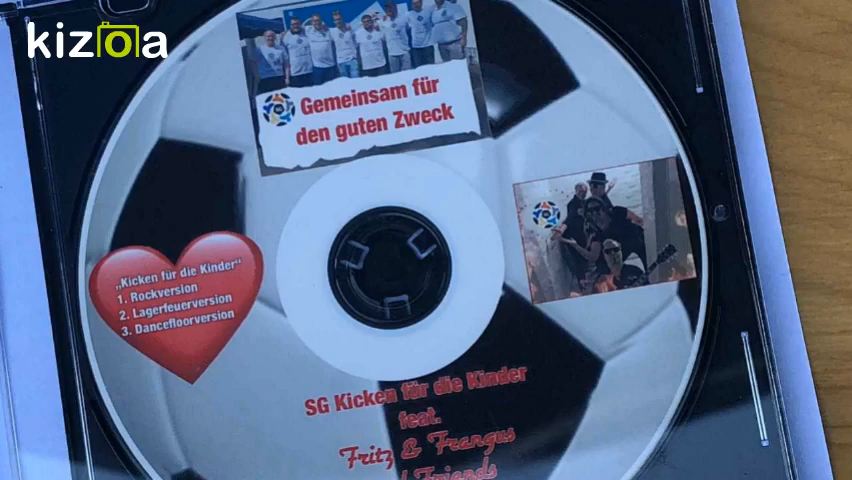 kizoa
Gemeinsam für
den guten Zweck
„Kicken für die Kinder“
1. Rockversion
2. Lagerfeuerversion
3. Dancefloorversion
SG Kicken für die Kinder
feat.
Fritz & Frangus
Friends